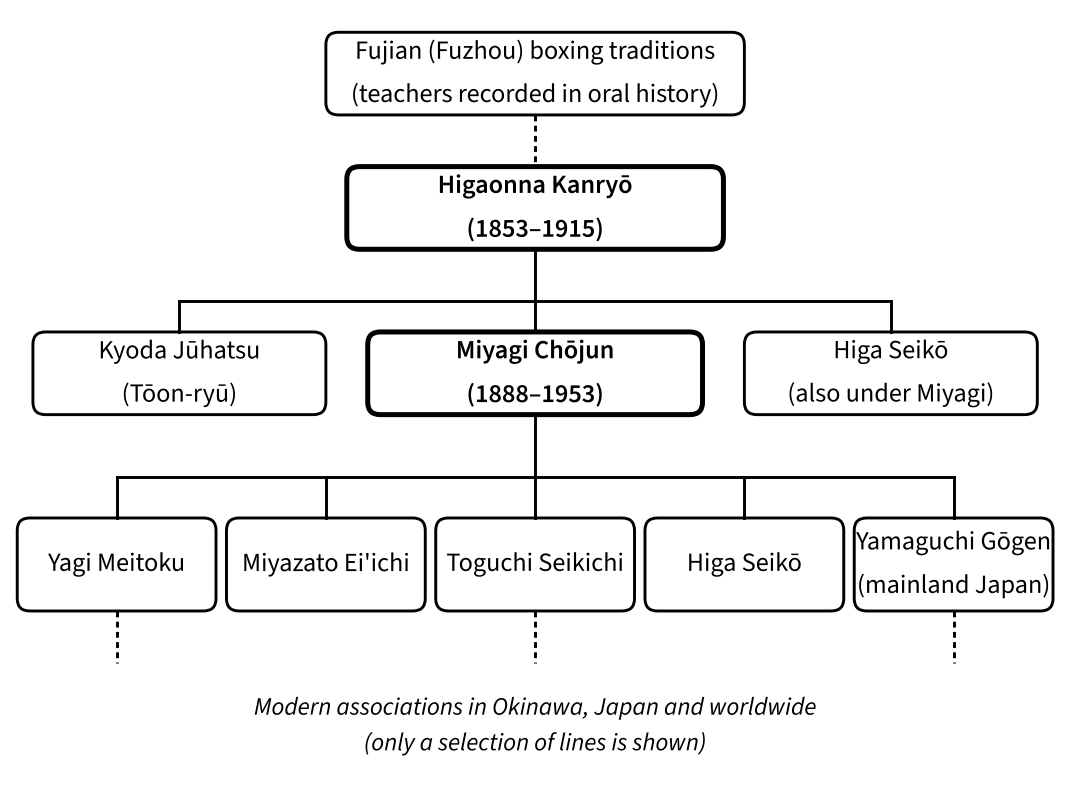 Fujian (Fuzhou) boxing traditions
(teachers recorded in oral history)
Higaonna Kanryō
(1853–1915)
Kyoda Jūhatsu
(Tōon-ryū)
Miyagi Chōjun
(1888–1953)
Higa Seikō
(also under Miyagi)
Yagi Meitoku
Miyazato Ei'ichi
Toguchi Seikichi
Higa Seikō
Yamaguchi Gōgen
(mainland Japan)
Modern associations in Okinawa, Japan and worldwide
(only a selection of lines is shown)